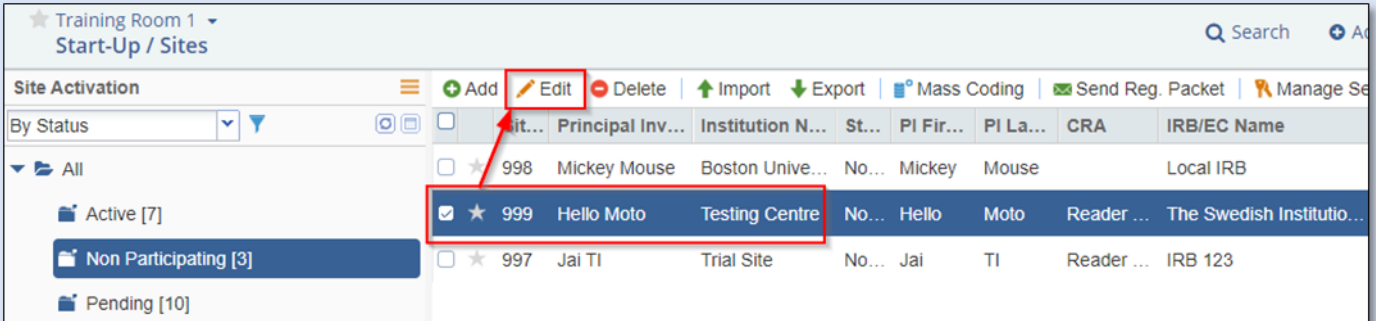 Training Room 1
Start-Up / Sites
Search
Site Activation
Add Edit Delete Import Export Mass Coding Send Reg. Packet Manage Se
By Status
Sit... Principal Inv... Institution N... St... PI Fir... PI La... CRA IRB/EC Name
All
998 Mickey Mouse Boston Unive... No... Mickey Mouse Local IRB
Active [7]
999 Hello Moto Testing Centre No... Hello Moto Reader ... The Swedish Institutio...
Non Participating [3]
997 Jai TI Trial Site No... Jai TI Reader ... IRB 123
Pending [10]